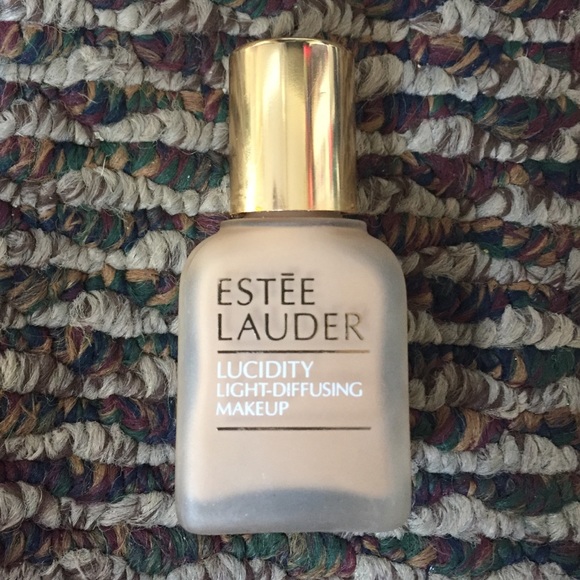 ESTĒE
LAUDER
LUCIDITY
LIGHT-DIFFUSING
MAKEUP